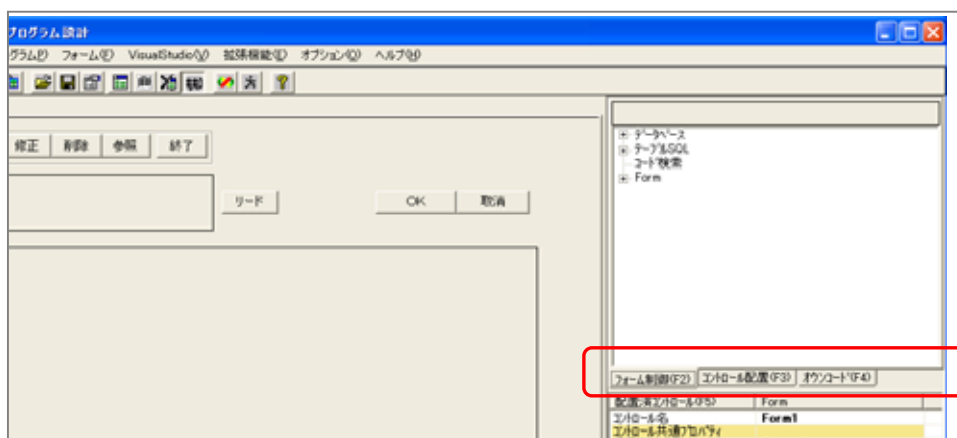 プログラム設計
グラム(P) フォーム(E) VisualStudio(V) 拡張機能(E) オプション(O) ヘルプ(H)
修正 削除 参照 終了
リード OK 取消
データベース
テーブルSQL
コード検索
Form
フォーム制御(F2) コントロール配置(F3) オウンコード(F4)
配置済コントロール(F5) Form
コントロール名 Form1
コントロール共通プロパティ